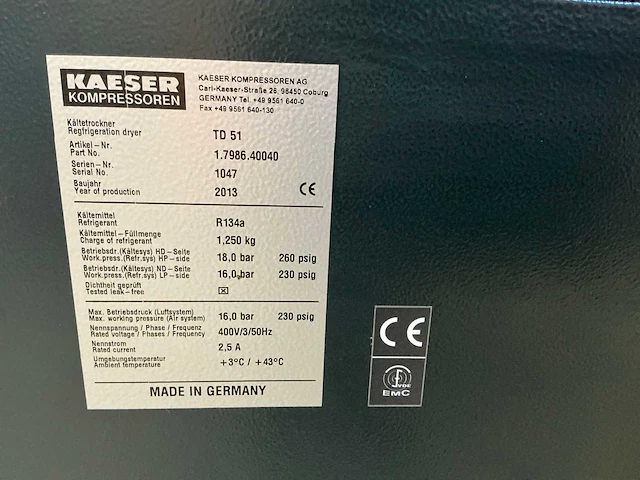 KAESER
KOMPRESSOREN
KAESER KOMPRESSOREN AG
Carl-Kaeser-Straße 26, 96450 Coburg
GERMANY Tel. +49 9561 640-0
Fax +49 9561 640-130
Kältetrockner
Regfrigeration dryer TD 51
Artikel – Nr.
Part No. 1.7986.40040
Serien – Nr.
Serial No. 1047
Baujahr
Year of production 2013 CE
Kältemittel
Refrigerant R134a
Kältemittel – Füllmenge
Charge of refrigerant 1,250 kg
Betriebsdr.(Kältesys) HD – Seite
Work.press.(Refr.sys) HP – side 18,0 bar 260 psig
Betriebsdr.(Kältesys) ND – Seite
Work.press.(Refr.sys) LP – side 16,0 bar 230 psig
Dichtheit geprüft
Tested leak – free
Max. Betriebsdruck (Luftsystem)
Max. working pressure (Air system) 16,0 bar 230 psig
Nennspannung / Phase / Frequenz
Rated voltage / Phases / Frequency 400V/3/50Hz
Nennstrom
Rated current 2,5 A
Umgebungstemperatur
Ambient temperature +3°C / +43°C
MADE IN GERMANY
CE
VDE
EMC